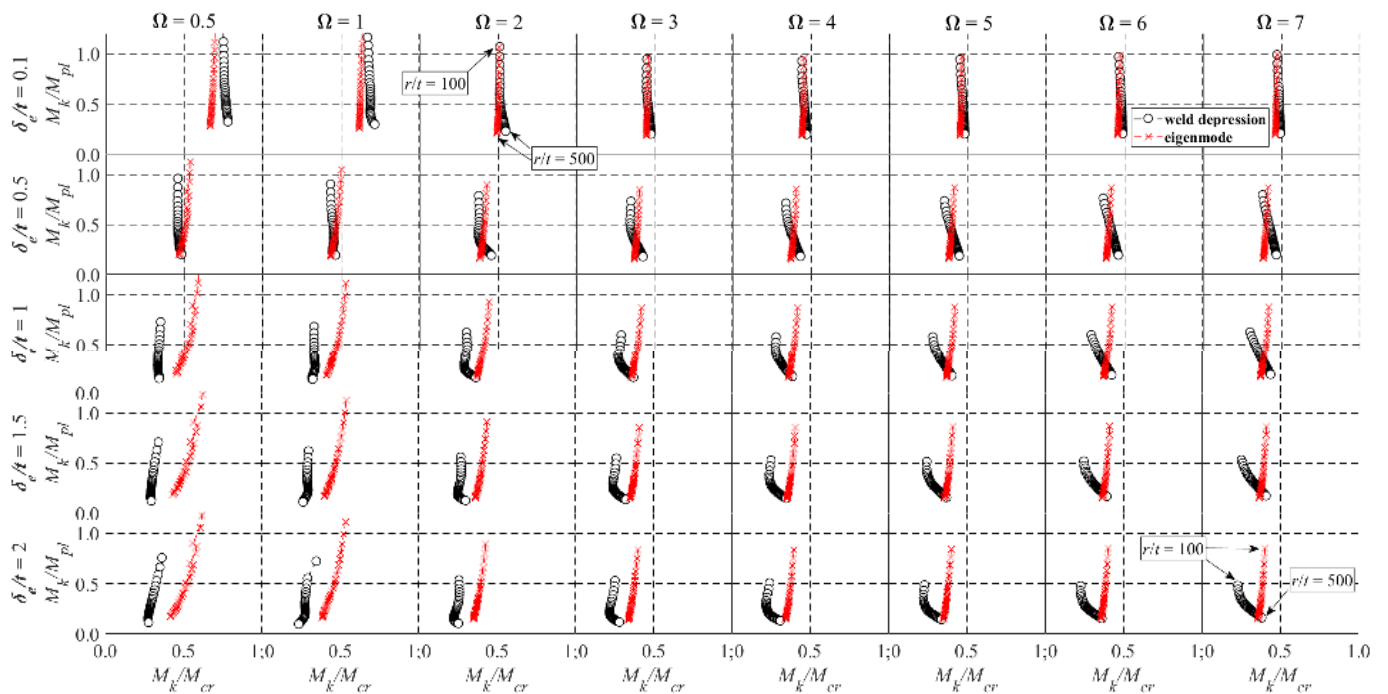 Ω = 0.5 Ω = 1 Ω = 2 Ω = 3 Ω = 4 Ω = 5 Ω = 6 Ω = 7
δe/t = 0.1
Mk/Mpl
1.0
0.5
0.0
r/t = 100
r/t = 500
weld depression
eigenmode
δe/t = 0.5
Mk/Mpl
1.0
0.5
0.0
δe/t = 1
Mk/Mpl
1.0
0.5
0.0
δe/t = 1.5
Mk/Mpl
1.0
0.5
0.0
δe/t = 2
Mk/Mpl
1.0
0.5
0.0
r/t = 100
r/t = 500
0.0 0.5 1;0 0.5 1;0 0.5 1;0 0.5 1;0 0.5 1;0 0.5 1;0 0.5 1;0 0.5 1.0
Mk/Mcr Mk/Mcr Mk/Mcr Mk/Mcr Mk/Mcr Mk/Mcr Mk/Mcr Mk/Mcr